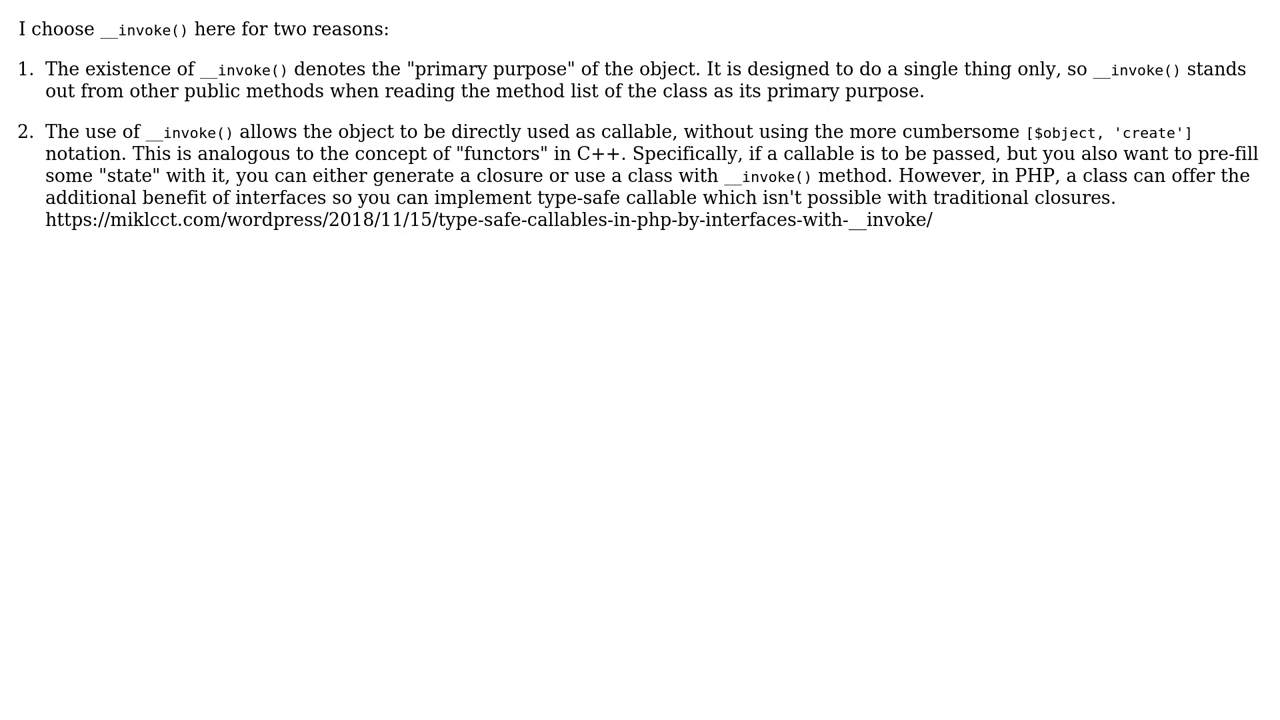 I choose __invoke() here for two reasons:
1. The existence of __invoke() denotes the "primary purpose" of the object. It is designed to do a single thing only, so __invoke() stands
out from other public methods when reading the method list of the class as its primary purpose.
2. The use of __invoke() allows the object to be directly used as callable, without using the more cumbersome [$object, 'create']
notation. This is analogous to the concept of "functors" in C++. Specifically, if a callable is to be passed, but you also want to pre-fill
some "state" with it, you can either generate a closure or use a class with __invoke() method. However, in PHP, a class can offer the
additional benefit of interfaces so you can implement type-safe callable which isn't possible with traditional closures.
https://miklcct.com/wordpress/2018/11/15/type-safe-callables-in-php-by-interfaces-with-__invoke/